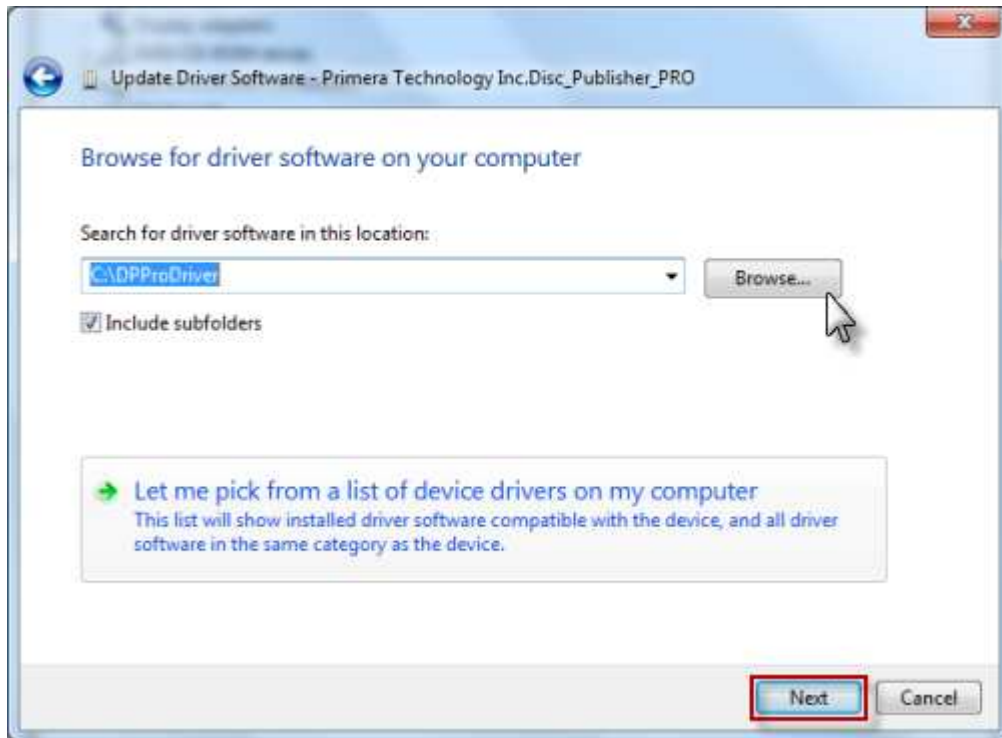 Update Driver Software - Primera Technology Inc.Disc_Publisher_PRO
Browse for driver software on your computer
Search for driver software in this location:
C:\DPProDriver
Browse...
Include subfolders
Let me pick from a list of device drivers on my computer
This list will show installed driver software compatible with the device, and all driver
software in the same category as the device.
Next
Cancel